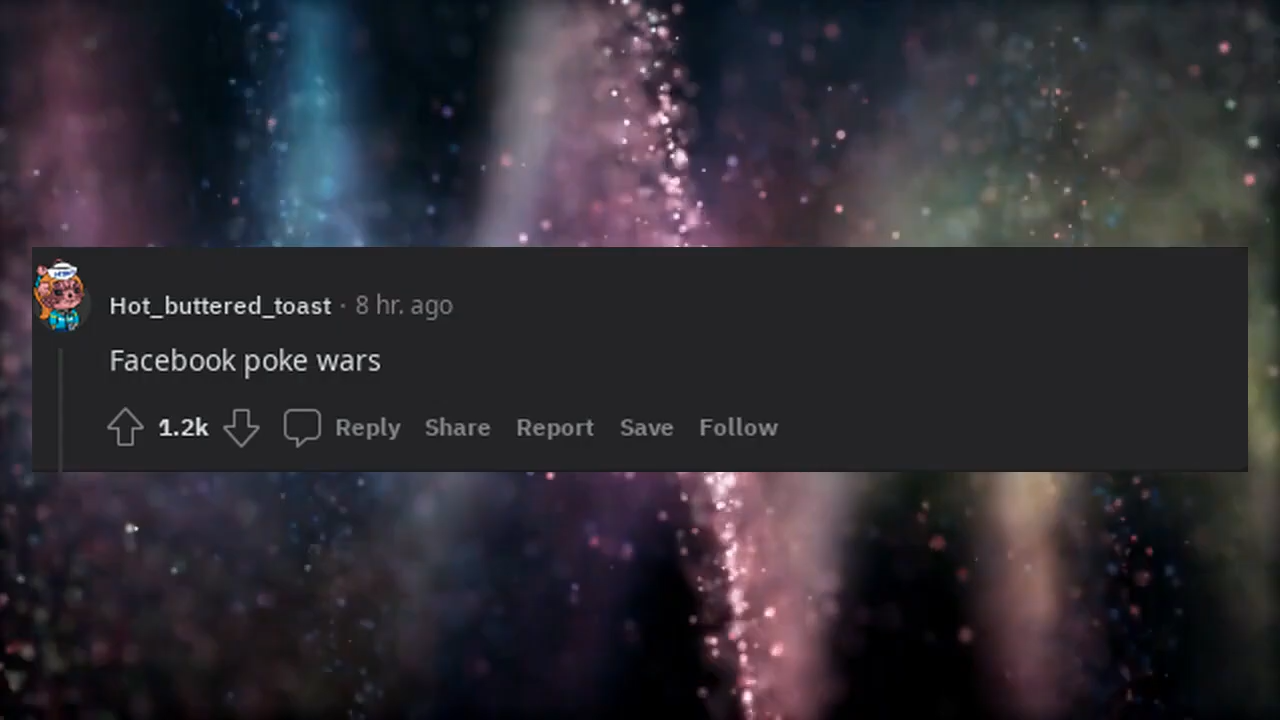 Hot_buttered_toast · 8 hr. ago
Facebook poke wars
1.2k Reply Share Report Save Follow